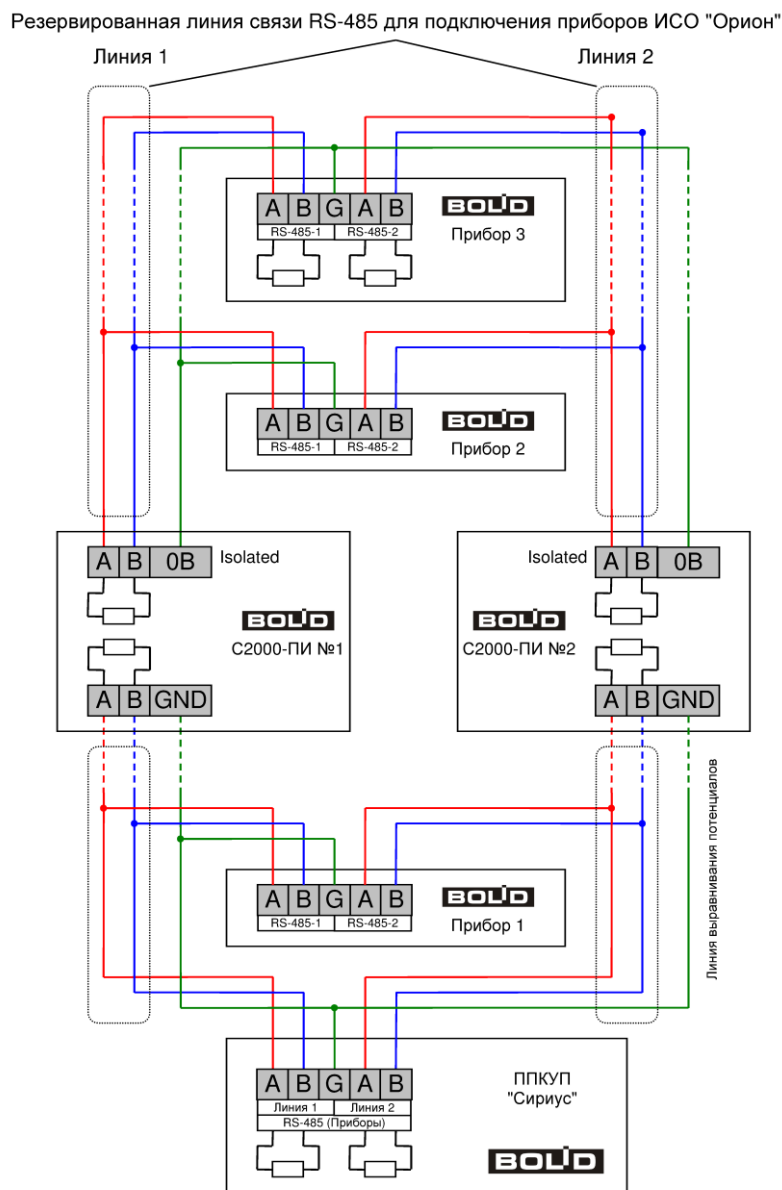 Резервированная линия связи RS-485 для подключения приборов ИСО "Орион"
Линия 1
Линия 2
A B G A B
RS-485-1 RS-485-2
BOLID
Прибор 3
A B G A B
RS-485-1 RS-485-2
BOLID
Прибор 2
A B 0В
Isolated
BOLID
С2000-ПИ №1
A B GND
Isolated
A B 0В
BOLID
С2000-ПИ №2
A B GND
Линия выравнивания потенциалов
A B G A B
RS-485-1 RS-485-2
BOLID
Прибор 1
A B G A B
Линия 1 Линия 2
RS-485 (Приборы)
ППКУП
"Сириус"
BOLID